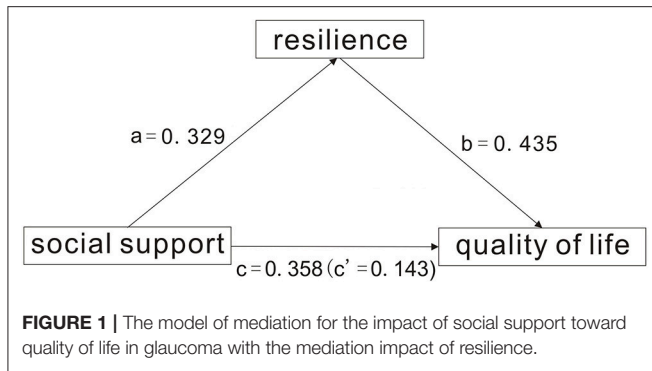 resilience
a=0.329
b=0.435
social support
quality of life
c=0.358(c'=0.143)
FIGURE 1 | The model of mediation for the impact of social support toward
quality of life in glaucoma with the mediation impact of resilience.